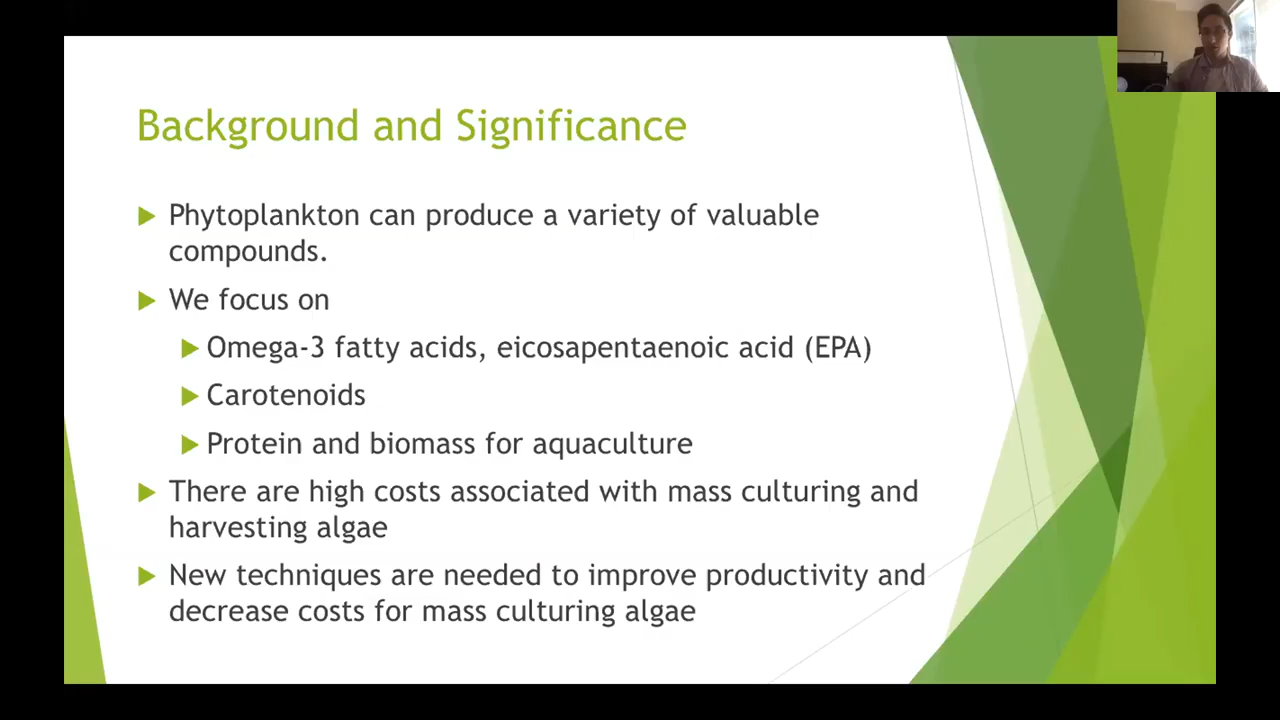 Background and Significance
Phytoplankton can produce a variety of valuable
compounds.
We focus on
Omega-3 fatty acids, eicosapentaenoic acid (EPA)
Carotenoids
Protein and biomass for aquaculture
There are high costs associated with mass culturing and
harvesting algae
New techniques are needed to improve productivity and
decrease costs for mass culturing algae